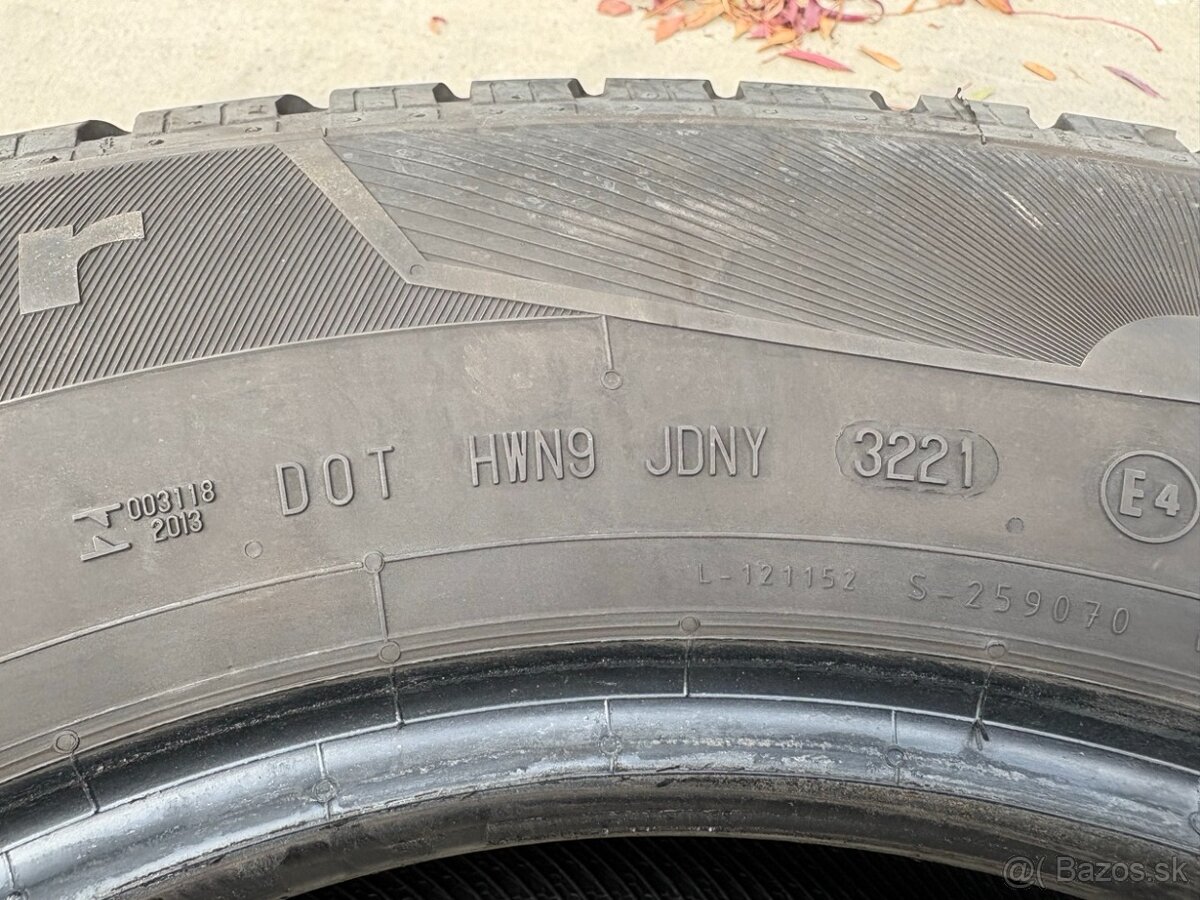 r
DOT HWN9 JDNY 3221 E4
003118
2013
L-121152 S-259070
@( Bazos.sk